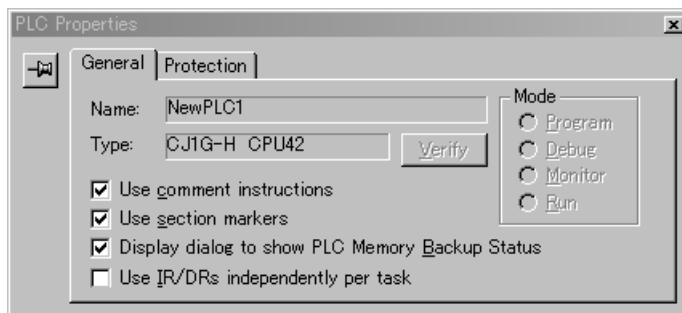 PLC Properties
General Protection
Name: NewPLC1
Type: CJ1G-H CPU42 Verify
Mode
Program
Debug
Monitor
Run
Use comment instructions
Use section markers
Display dialog to show PLC Memory Backup Status
Use IR/DRs independently per task